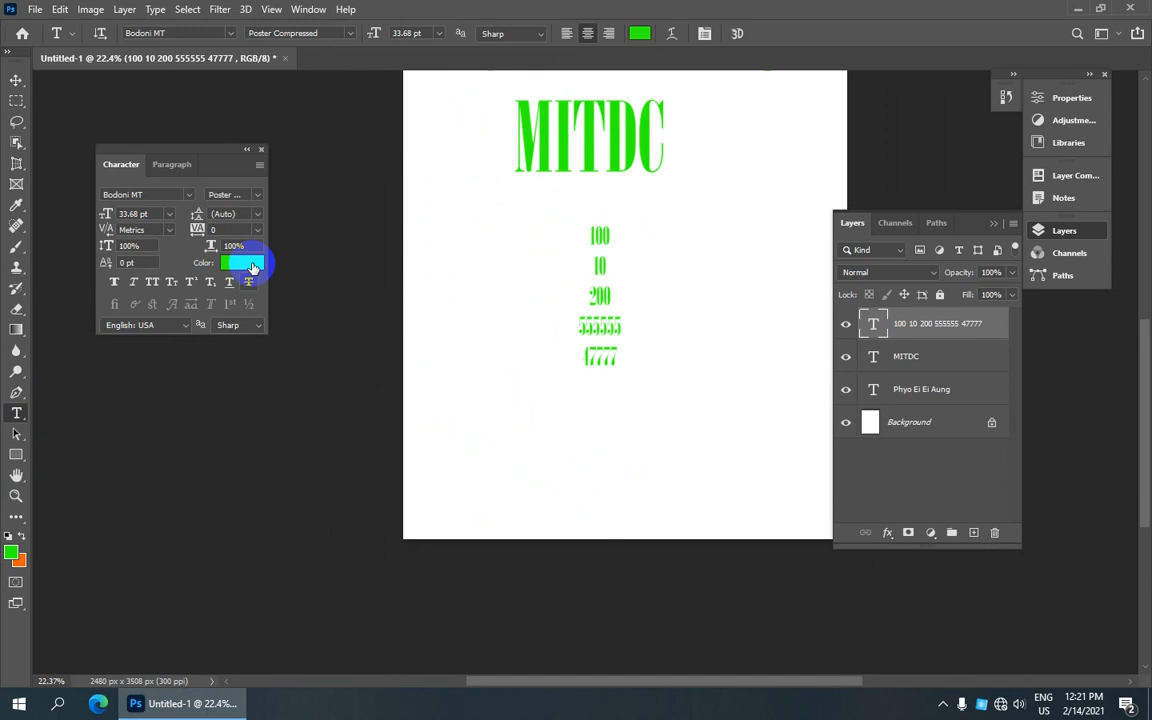 Ps File Edit Image Layer Type Select Filter 3D View Window Help
Bodoni MT Poster Compressed 33.68 pt Sharp 3D
Untitled-1 @ 22.4% (100 10 200 555555 47777 , RGB/8) * ×
MITDC
100
10
200
555555
47777
Character Paragraph
Bodoni MT Poster ...
33.68 pt (Auto)
Metrics 0
100% 100%
0 pt Color:
English: USA Sharp
Properties
Adjustme...
Libraries
Layer Com...
Notes
Layers
Channels
Paths
Layers Channels Paths
Kind
Normal Opacity: 100%
Lock: Fill: 100%
100 10 200 555555 47777
MITDC
Phyo Ei Ei Aung
Background
22.37% 2480 px x 3508 px (300 ppi)
Ps Untitled-1 @ 22.4%...
ENG
US
12:21 PM
2/14/2021
2